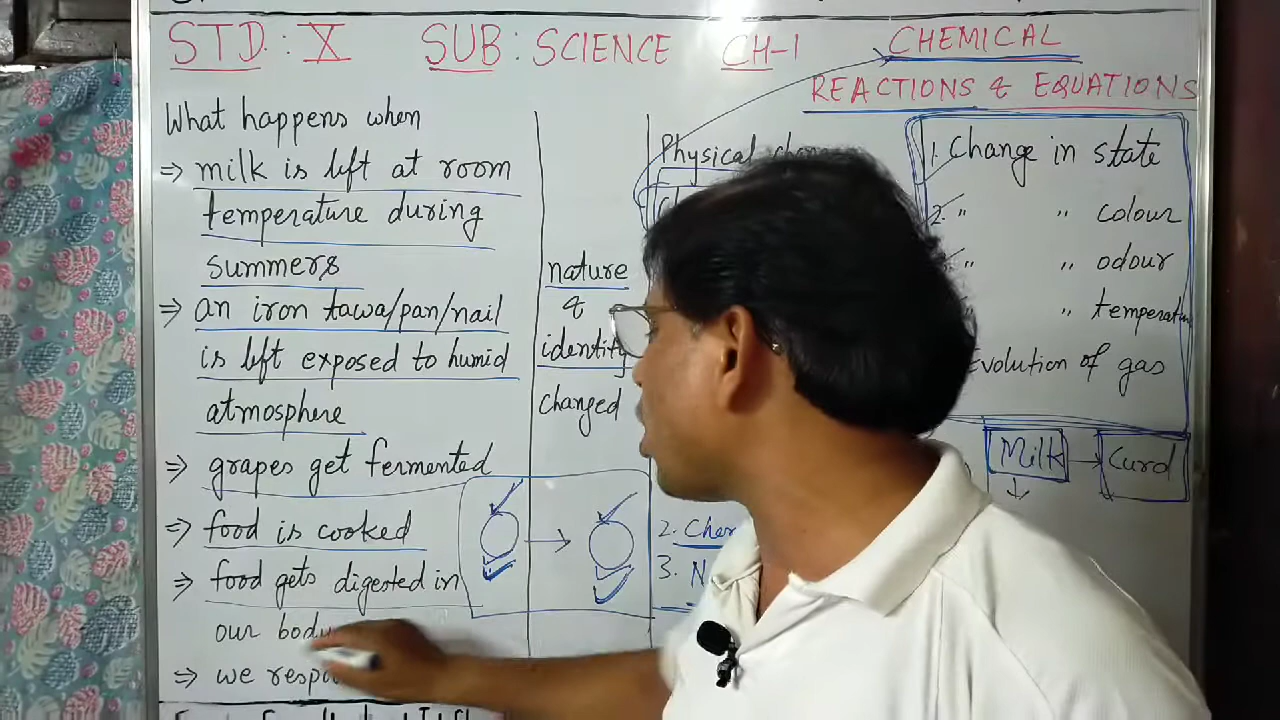 STD : X SUB : SCIENCE CH-1 CHEMICAL
REACTIONS & EQUATIONS
What happens when
⇒ milk is left at room
temperature during
summers
⇒ an iron tawa/pan/nail
is left exposed to humid
atmosphere
⇒ grapes get fermented
⇒ food is cooked
⇒ food gets digested in
our body
⇒ we
nature
&
identity
changed
Physical
2.
3.
1. Change in state
2. " " colour
" " odour
" temperatu
volution of gas
Milk → Curd